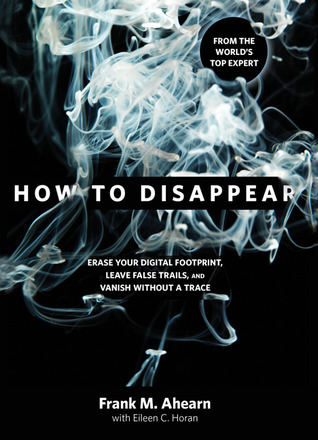 FROM THE
WORLD'S
TOP EXPERT
HOW TO DISAPPEAR
ERASE YOUR DIGITAL FOOTPRINT,
LEAVE FALSE TRAILS, AND
VANISH WITHOUT A TRACE
Frank M. Ahearn
with Eileen C. Horan